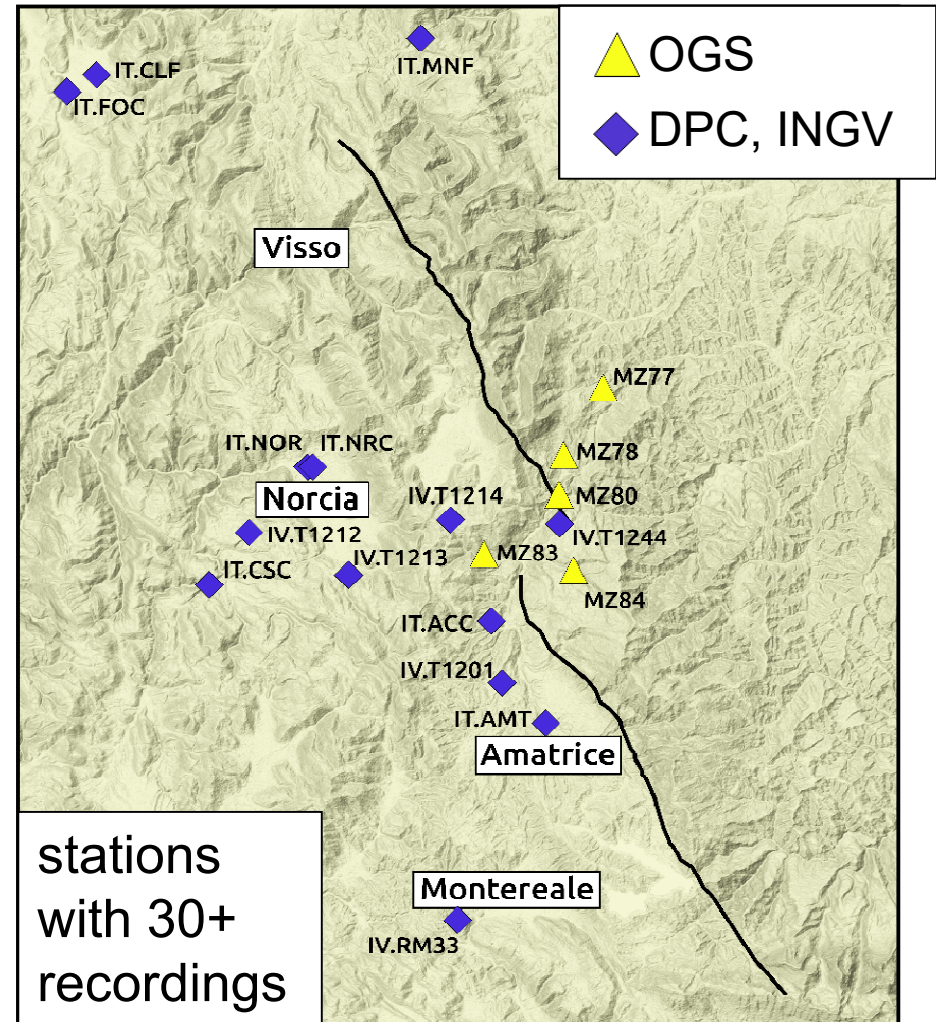 OGS
DPC, INGV
IT.MNF
IT.CLF
IT.FOC
Visso
MZ77
IT.NOR IT.NRC
MZ78
Norcia
IV.T1214
MZ80
IV.T1212
IV.T1244
IV.T1213
MZ83
IT.CSC
MZ84
IT.ACC
IV.T1201
IT.AMT
Amatrice
stations
with 30+
recordings
Montereale
IV.RM33